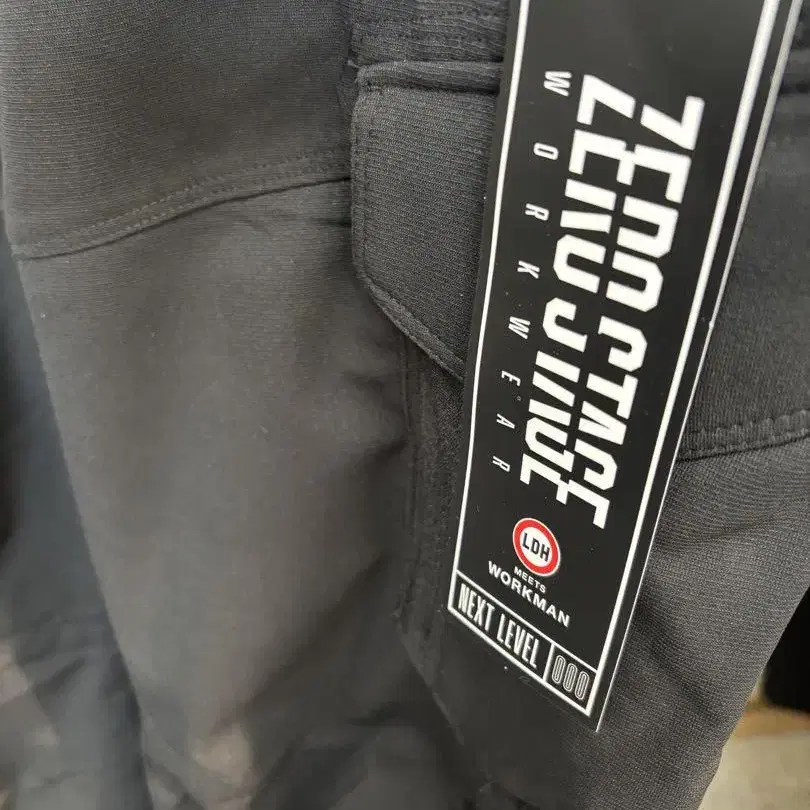 ZERO STAGE
WORKWEAR
LDH
MEETS
WORKMAN
NEXT LEVEL 000